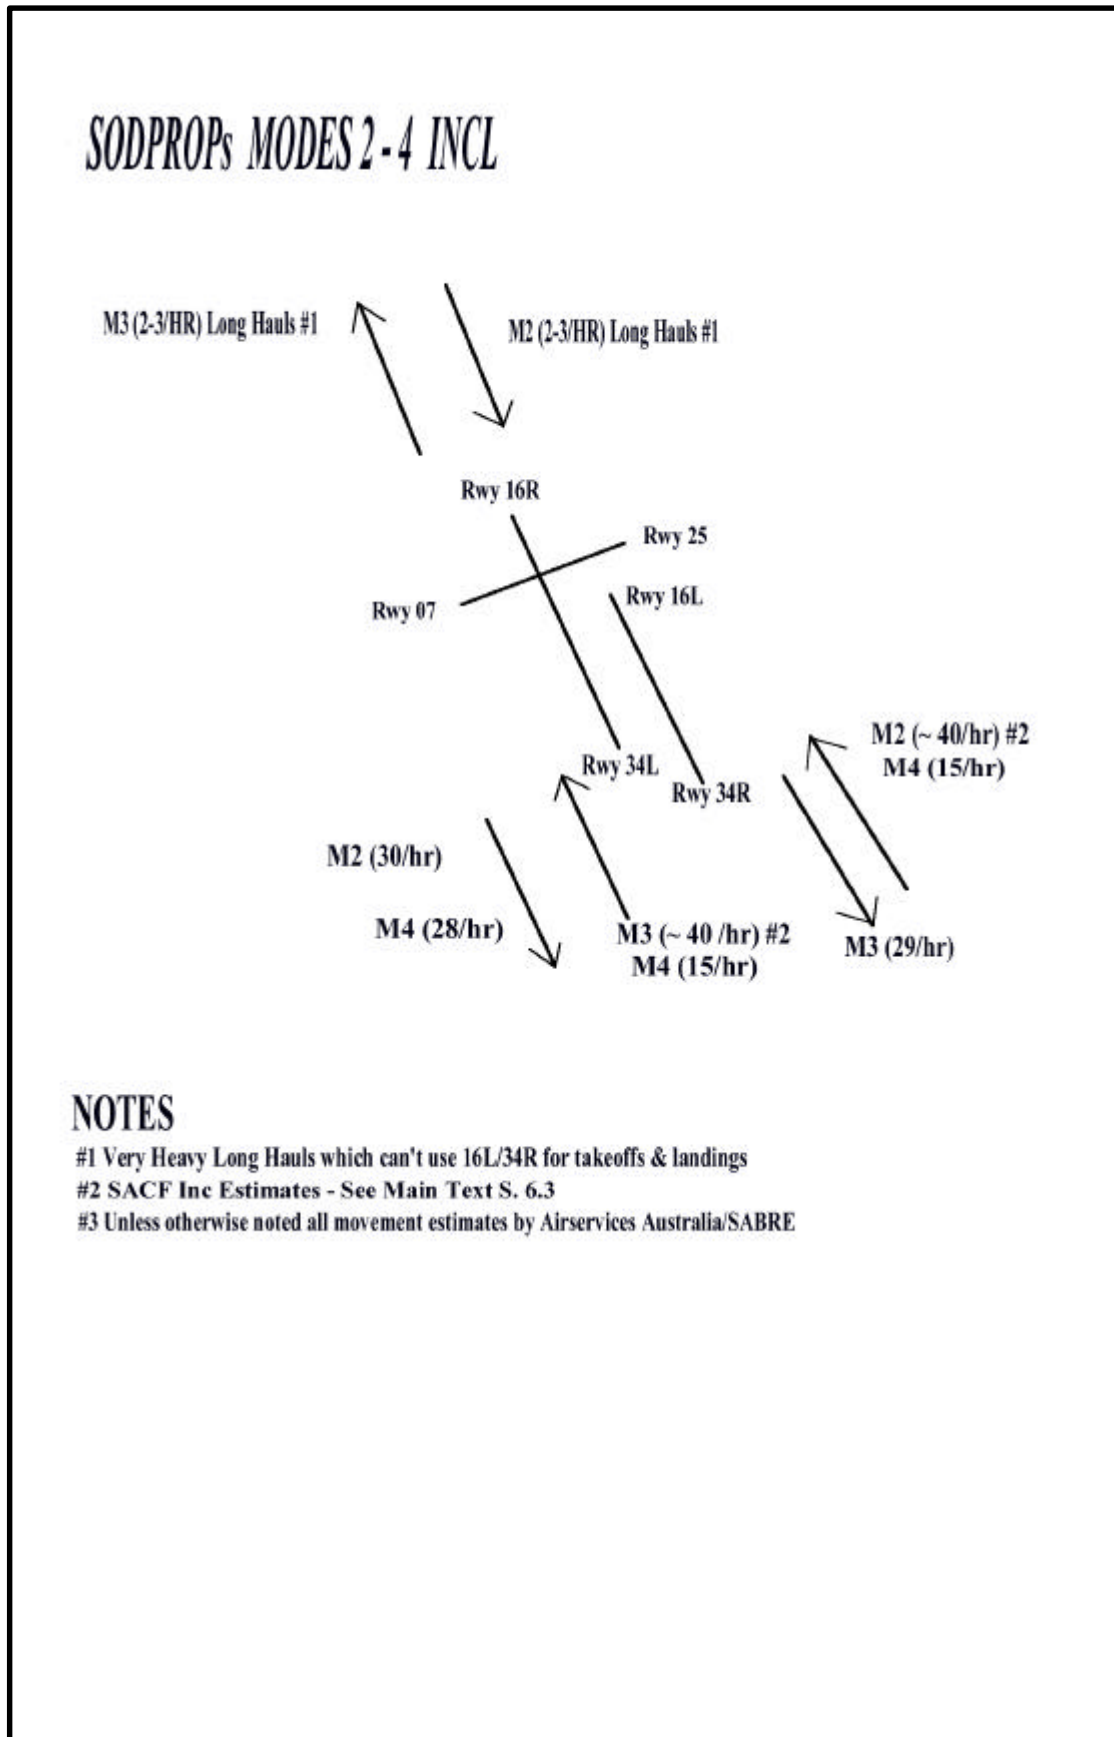 SODPROPs MODES 2 - 4 INCL
M3 (2-3/HR) Long Hauls #1
M2 (2-3/HR) Long Hauls #1
Rwy 16R
Rwy 25
Rwy 16L
Rwy 07
M2 (~ 40/hr) #2
M4 (15/hr)
Rwy 34L
Rwy 34R
M2 (30/hr)
M4 (28/hr)
M3 (~ 40 /hr) #2
M4 (15/hr)
M3 (29/hr)
NOTES
#1 Very Heavy Long Hauls which can't use 16L/34R for takeoffs & landings
#2 SACF Inc Estimates - See Main Text S. 6.3
#3 Unless otherwise noted all movement estimates by Airservices Australia/SABRE